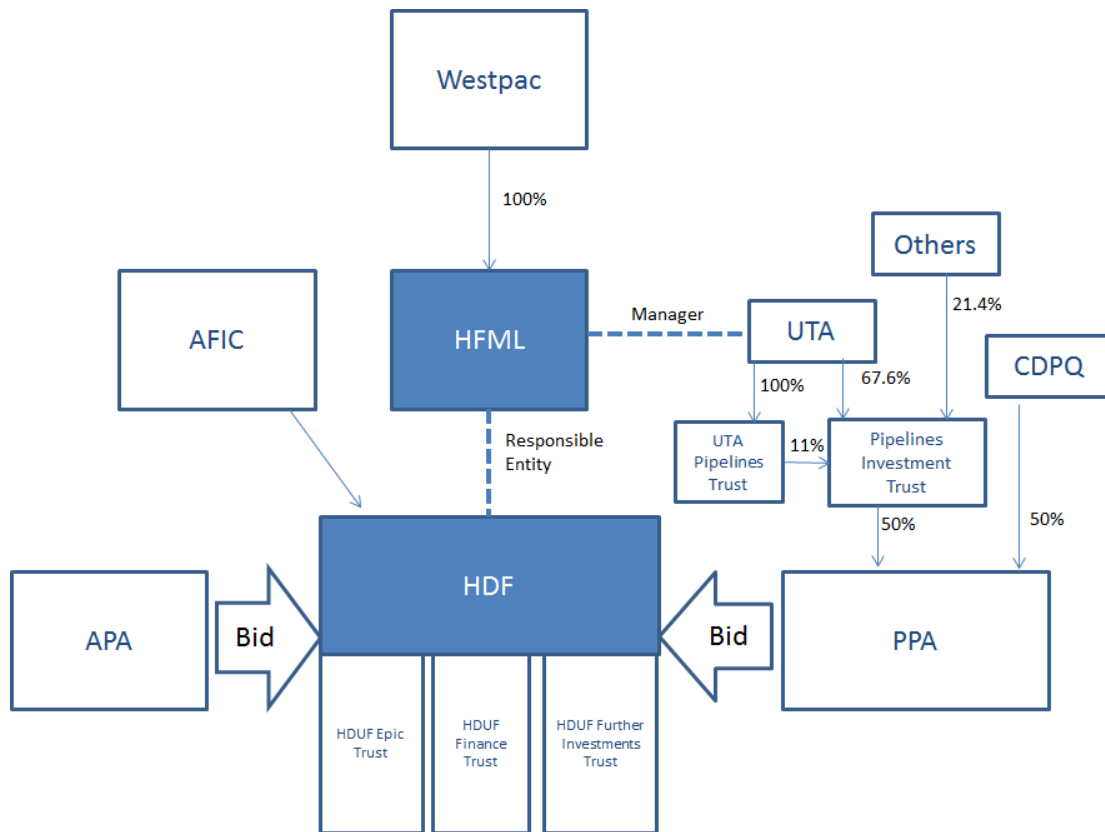 Westpac
100%
Others
AFIC
HFML
Manager
UTA
21.4%
CDPQ
100%
67.6%
Responsible
Entity
UTA
Pipelines
Trust
11%
Pipelines
Investment
Trust
50%
50%
HDF
APA
Bid
Bid
PPA
HDUF Epic
Trust
HDUF
Finance
Trust
HDUF Further
Investments
Trust